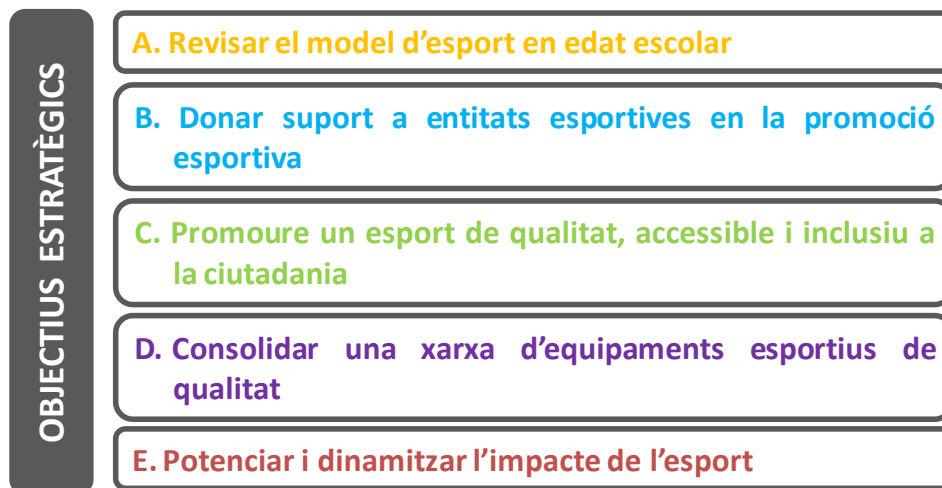 OBJECTIUS ESTRATÈGICS
A. Revisar el model d’esport en edat escolar
B. Donar suport a entitats esportives en la promoció
esportiva
C. Promoure un esport de qualitat, accessible i inclusiu a
la ciutadania
D. Consolidar una xarxa d’equipaments esportius de
qualitat
E. Potenciar i dinamitzar l’impacte de l’esport